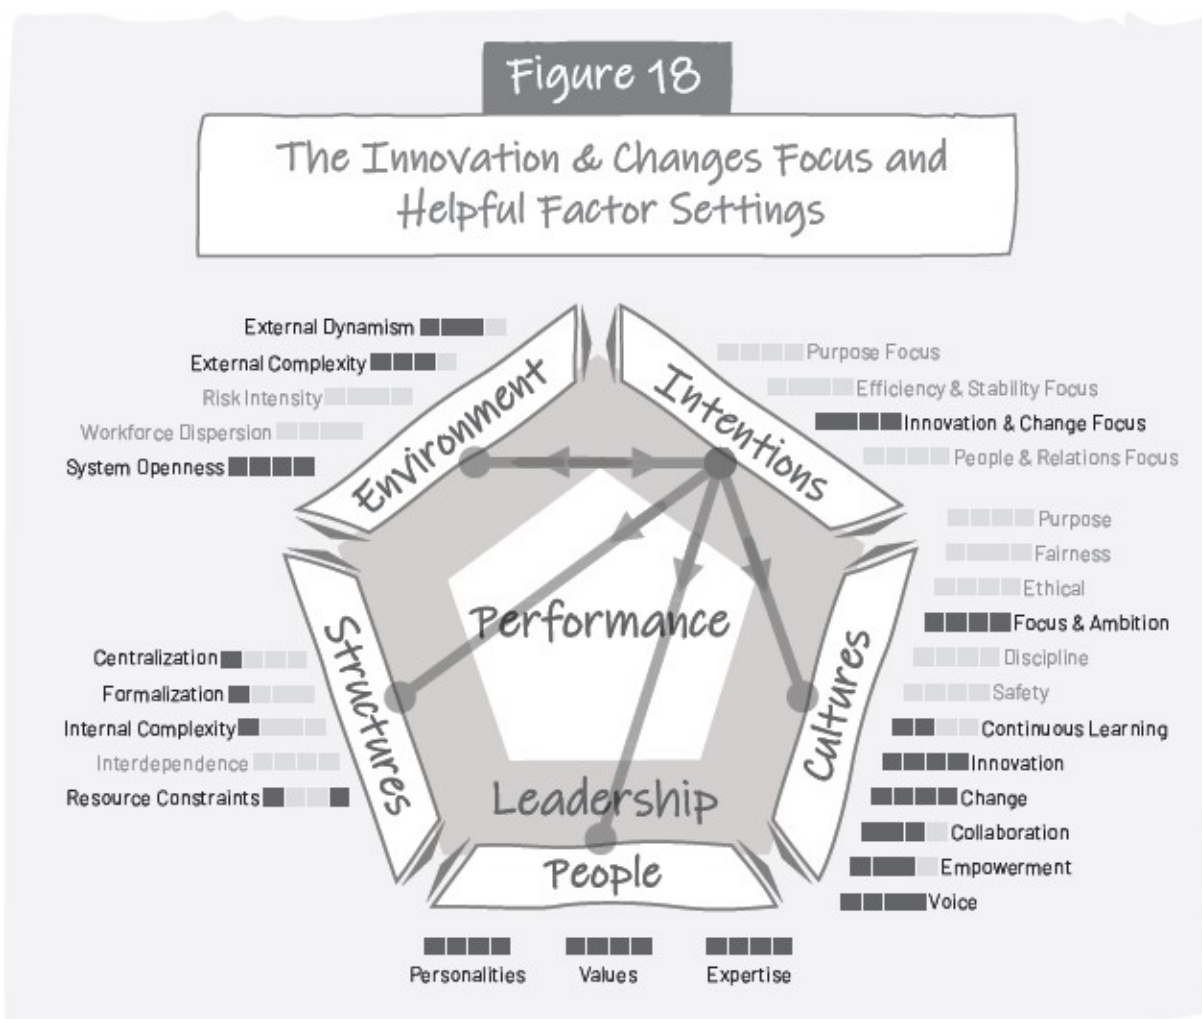 Figure 18
The Innovation & Changes Focus and
Helpful Factor Settings
External Dynamism
External Complexity
Risk Intensity
Workforce Dispersion
System Openness
Environment
Intentions
Purpose Focus
Efficiency & Stability Focus
Innovation & Change Focus
People & Relations Focus
Purpose
Fairness
Ethical
Focus & Ambition
Discipline
Safety
Continuous Learning
Innovation
Change
Collaboration
Empowerment
Voice
Cultures
Performance
Leadership
Structures
Centralization
Formalization
Internal Complexity
Interdependence
Resource Constraints
People
Personalities
Values
Expertise